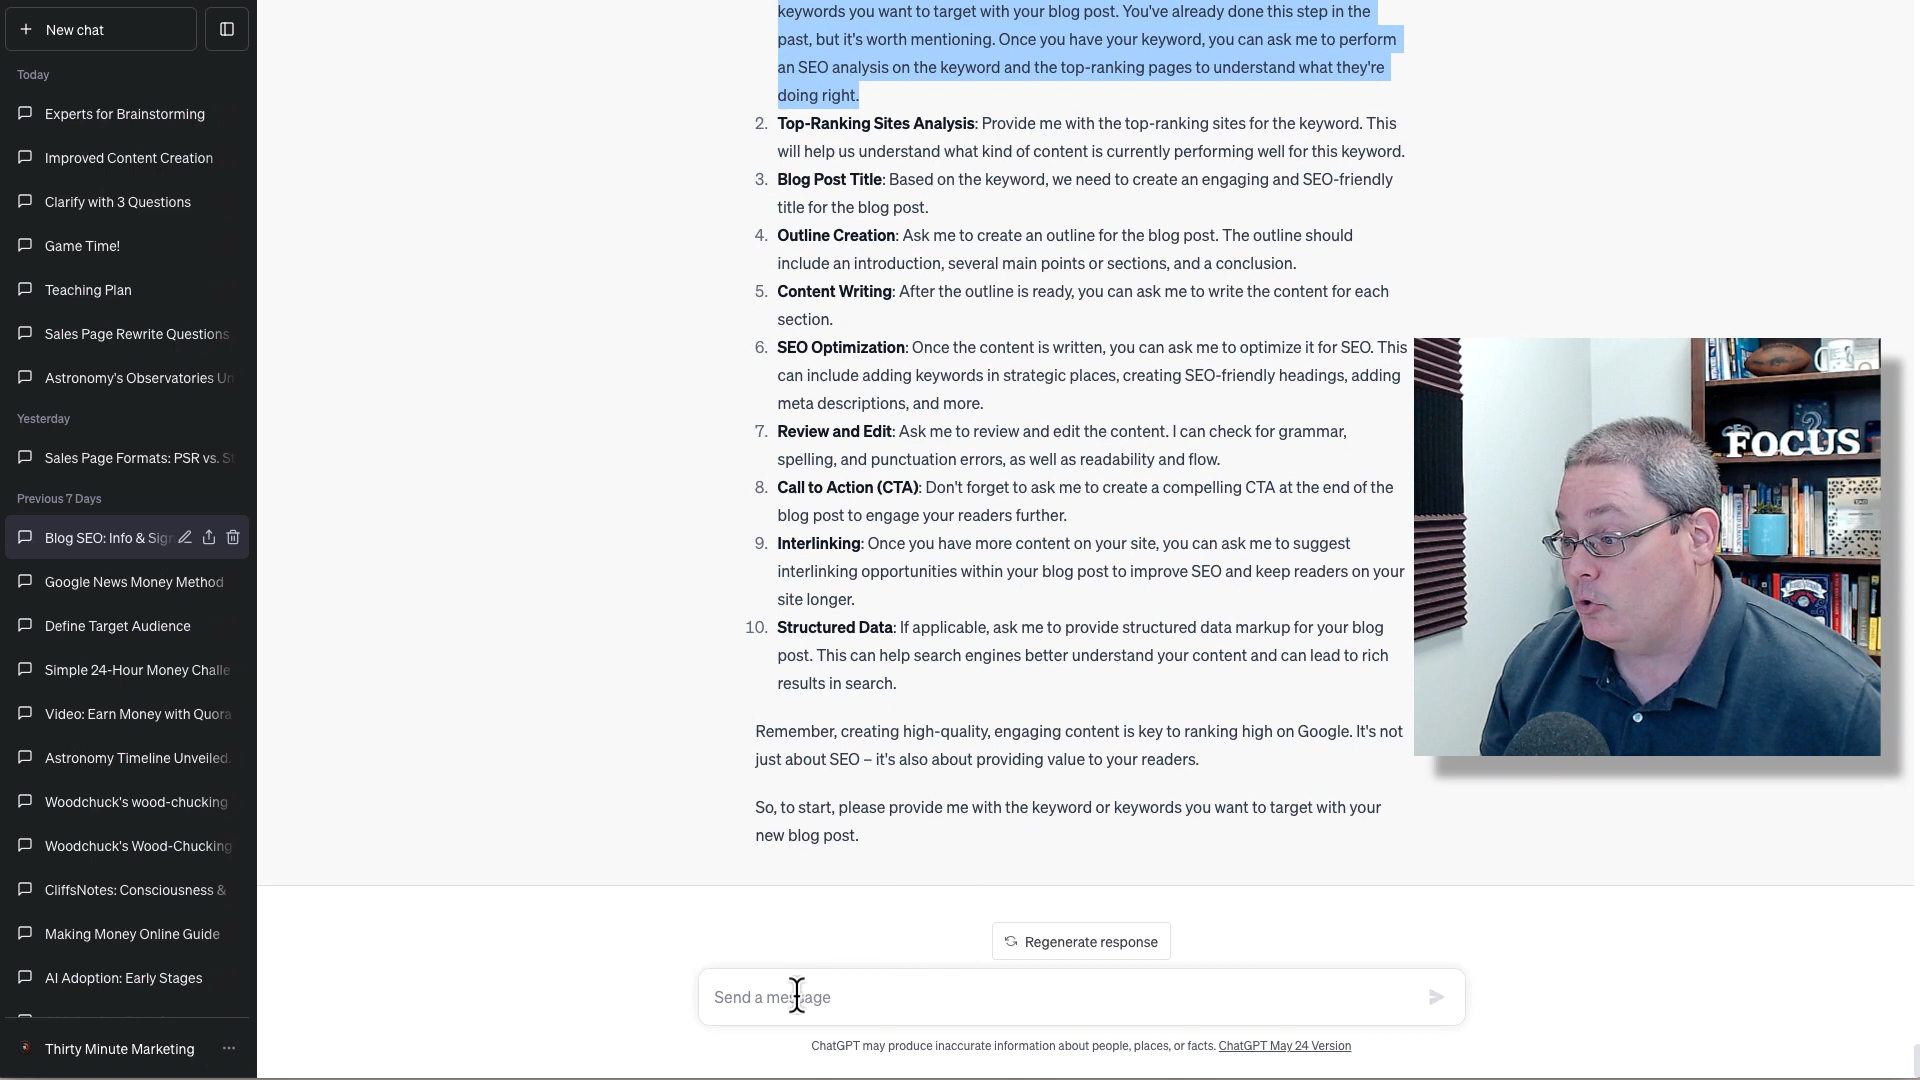 New chat
Today
Experts for Brainstorming
Improved Content Creation
Clarify with 3 Questions
Game Time!
Teaching Plan
Sales Page Rewrite Questions
Astronomy's Observatories Un
Yesterday
Sales Page Formats: PSR vs. St
Previous 7 Days
Blog SEO: Info & Sign
Google News Money Method
Define Target Audience
Simple 24-Hour Money Challe
Video: Earn Money with Quora
Astronomy Timeline Unveiled.
Woodchuck's wood-chucking
Woodchuck's Wood-Chucking
CliffsNotes: Consciousness &
Making Money Online Guide
AI Adoption: Early Stages
Thirty Minute Marketing
keywords you want to target with your blog post. You've already done this step in the
past, but it's worth mentioning. Once you have your keyword, you can ask me to perform
an SEO analysis on the keyword and the top-ranking pages to understand what they're
doing right.
2. Top-Ranking Sites Analysis: Provide me with the top-ranking sites for the keyword. This
will help us understand what kind of content is currently performing well for this keyword.
3. Blog Post Title: Based on the keyword, we need to create an engaging and SEO-friendly
title for the blog post.
4. Outline Creation: Ask me to create an outline for the blog post. The outline should
include an introduction, several main points or sections, and a conclusion.
5. Content Writing: After the outline is ready, you can ask me to write the content for each
section.
6. SEO Optimization: Once the content is written, you can ask me to optimize it for SEO. This
can include adding keywords in strategic places, creating SEO-friendly headings, adding
meta descriptions, and more.
7. Review and Edit: Ask me to review and edit the content. I can check for grammar,
spelling, and punctuation errors, as well as readability and flow.
8. Call to Action (CTA): Don't forget to ask me to create a compelling CTA at the end of the
blog post to engage your readers further.
9. Interlinking: Once you have more content on your site, you can ask me to suggest
interlinking opportunities within your blog post to improve SEO and keep readers on your
site longer.
10. Structured Data: If applicable, ask me to provide structured data markup for your blog
post. This can help search engines better understand your content and can lead to rich
results in search.
Remember, creating high-quality, engaging content is key to ranking high on Google. It's not
just about SEO – it's also about providing value to your readers.
So, to start, please provide me with the keyword or keywords you want to target with your
new blog post.
FOCUS
Regenerate response
Send a message
ChatGPT may produce inaccurate information about people, places, or facts. ChatGPT May 24 Version